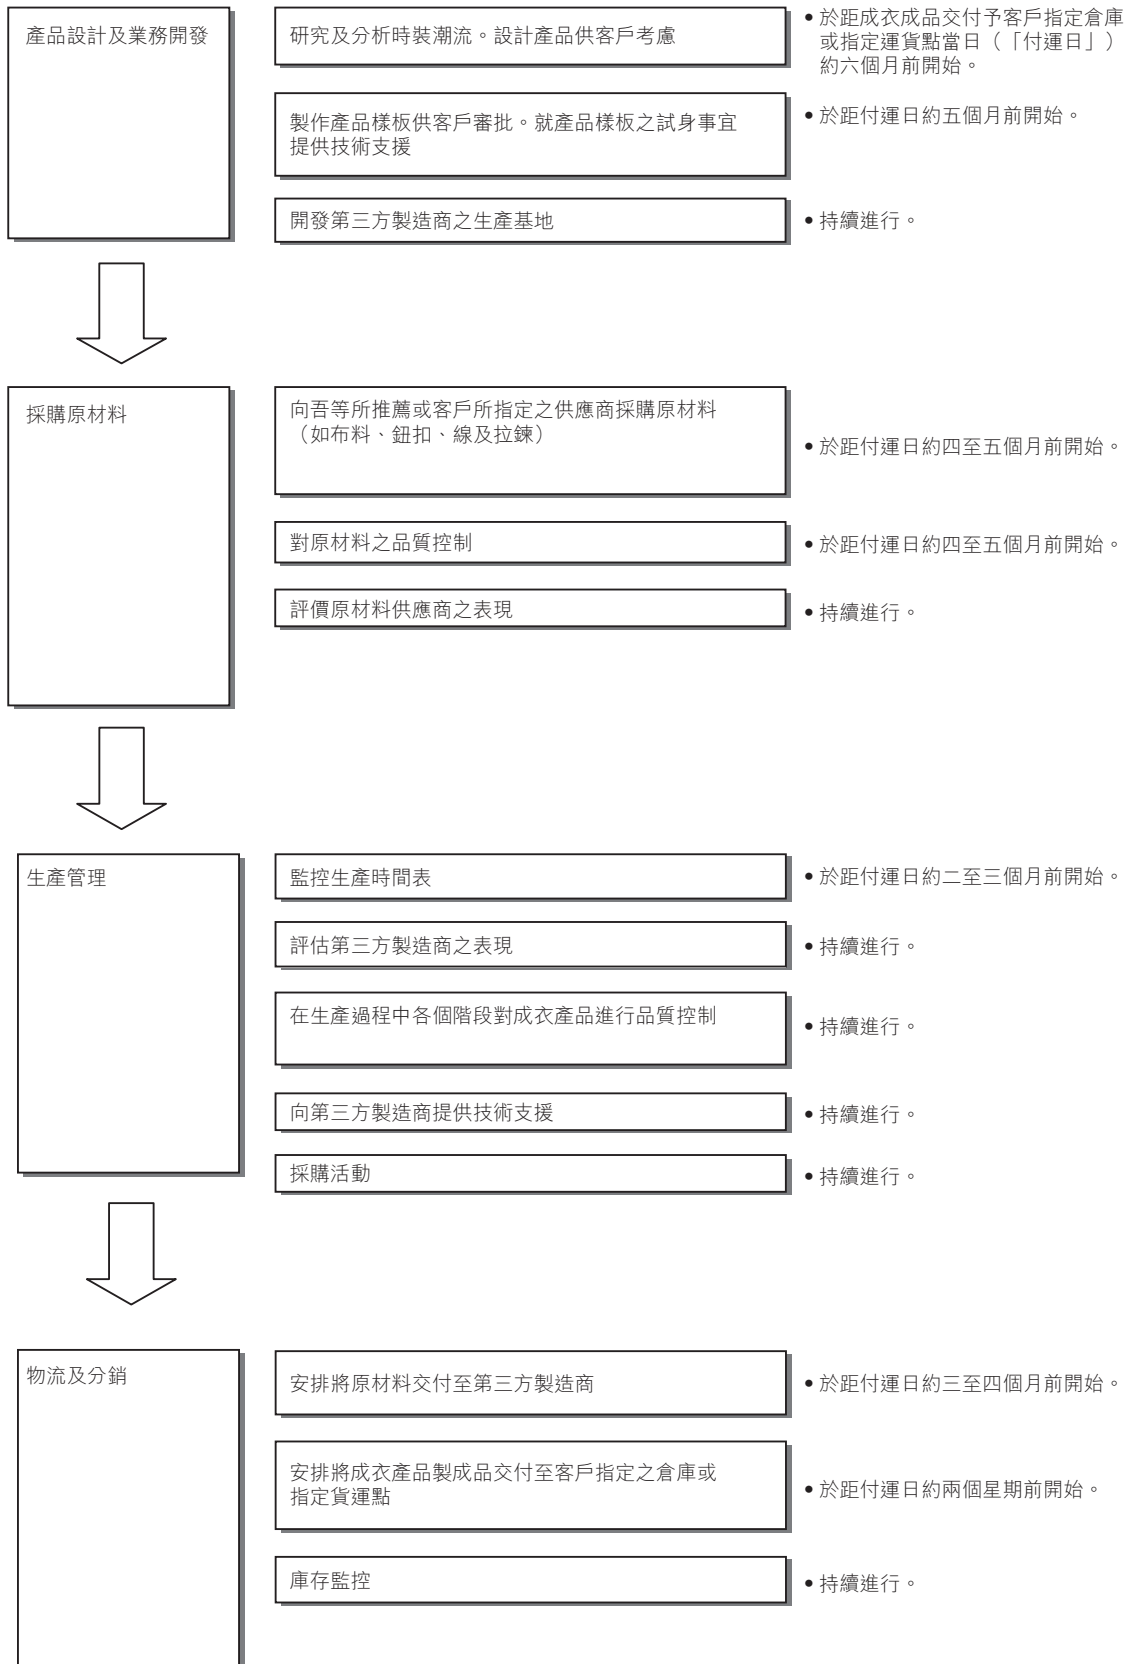 產品設計及業務開發
研究及分析時裝潮流。設計產品供客戶考慮
• 於距成衣成品交付予客戶指定倉庫
或指定運貨點當日（「付運日」）
約六個月前開始。
製作產品樣板供客戶審批。就產品樣板之試身事宜
提供技術支援
• 於距付運日約五個月前開始。
開發第三方製造商之生產基地
• 持續進行。
採購原材料
向吾等所推薦或客戶所指定之供應商採購原材料
（如布料、鈕扣、線及拉鍊）
• 於距付運日約四至五個月前開始。
對原材料之品質控制
• 於距付運日約四至五個月前開始。
評價原材料供應商之表現
• 持續進行。
生產管理
監控生產時間表
• 於距付運日約二至三個月前開始。
評估第三方製造商之表現
• 持續進行。
在生產過程中各個階段對成衣產品進行品質控制
• 持續進行。
向第三方製造商提供技術支援
• 持續進行。
採購活動
• 持續進行。
物流及分銷
安排將原材料交付至第三方製造商
• 於距付運日約三至四個月前開始。
安排將成衣產品製成品交付至客戶指定之倉庫或
指定貨運點
• 於距付運日約兩個星期前開始。
庫存監控
• 持續進行。